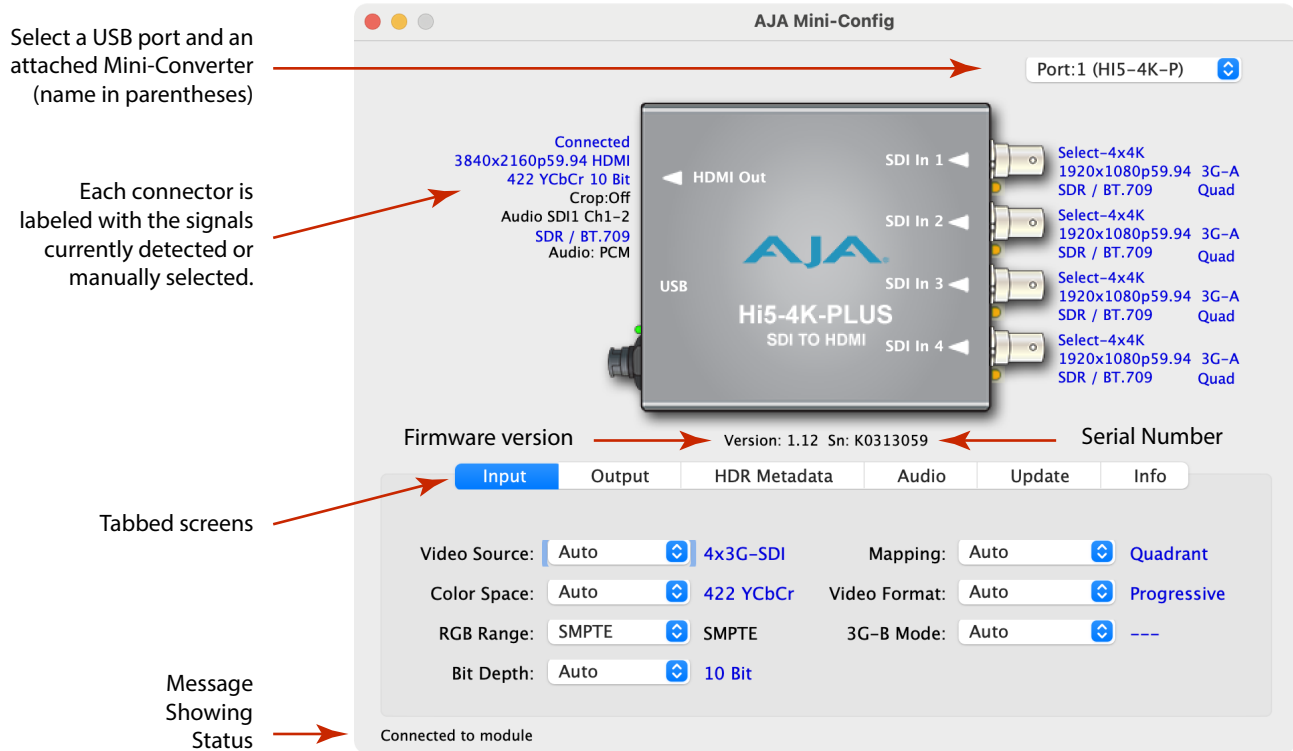 AJA Mini-Config
Select a USB port and an
attached Mini-Converter
(name in parentheses)
Port:1 (HI5-4K-P)
Each connector is
labeled with the signals
currently detected or
manually selected.
Connected
3840x2160p59.94 HDMI
422 YCbCr 10 Bit
Crop:Off
Audio SDI1 Ch1-2
SDR / BT.709
Audio: PCM
HDMI Out
USB
SDI In 1
SDI In 2
SDI In 3
SDI In 4
AJA
Hi5-4K-PLUS
SDI TO HDMI
Select-4x4K
1920x1080p59.94 3G-A
SDR / BT.709 Quad
Select-4x4K
1920x1080p59.94 3G-A
SDR / BT.709 Quad
Select-4x4K
1920x1080p59.94 3G-A
SDR / BT.709 Quad
Select-4x4K
1920x1080p59.94 3G-A
SDR / BT.709 Quad
Firmware version
Version: 1.12 Sn: K0313059
Serial Number
Tabbed screens
Input Output HDR Metadata Audio Update Info
Video Source: Auto 4x3G-SDI Mapping: Auto Quadrant
Color Space: Auto 422 YCbCr Video Format: Auto Progressive
RGB Range: SMPTE SMPTE 3G-B Mode: Auto ---
Bit Depth: Auto 10 Bit
Message
Showing
Status
Connected to module